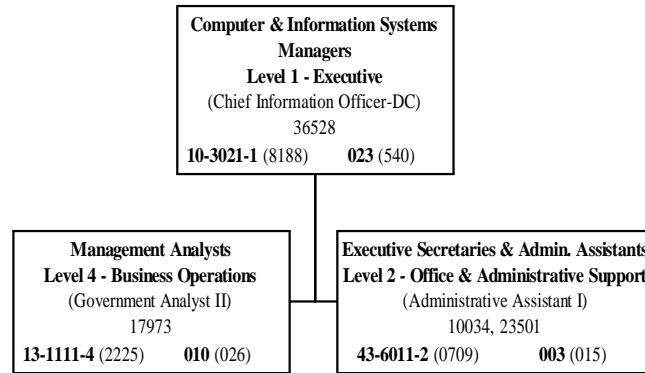 Computer & Information Systems
Managers
Level 1 - Executive
(Chief Information Officer-DC)
36528
10-3021-1 (8188) 023 (540)
Management Analysts
Level 4 - Business Operations
(Government Analyst II)
17973
13-1111-4 (2225) 010 (026)
Executive Secretaries & Admin. Assistants
Level 2 - Office & Administrative Support
(Administrative Assistant I)
10034, 23501
43-6011-2 (0709) 003 (015)